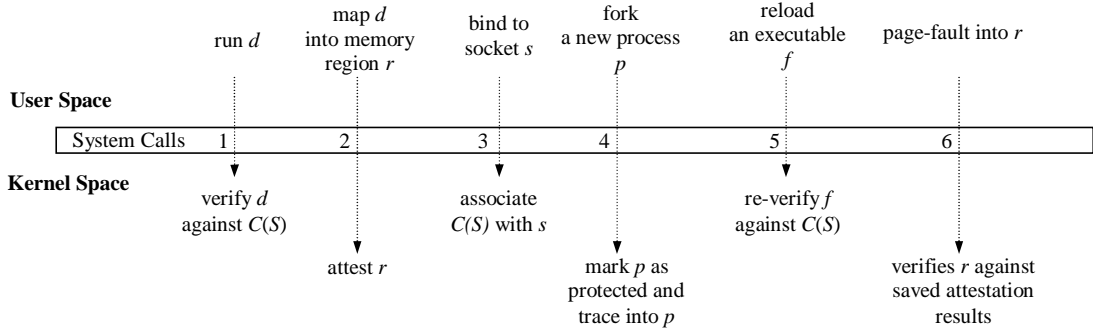 run d
map d
into memory
region r
bind to
socket s
fork
a new process
p
reload
an executable
f
page-fault into r
User Space
System Calls 1 2 3 4 5 6
Kernel Space
verify d
against C(S)
attest r
associate
C(S) with s
mark p as
protected and
trace into p
re-verify f
against C(S)
verifies r against
saved attestation
results